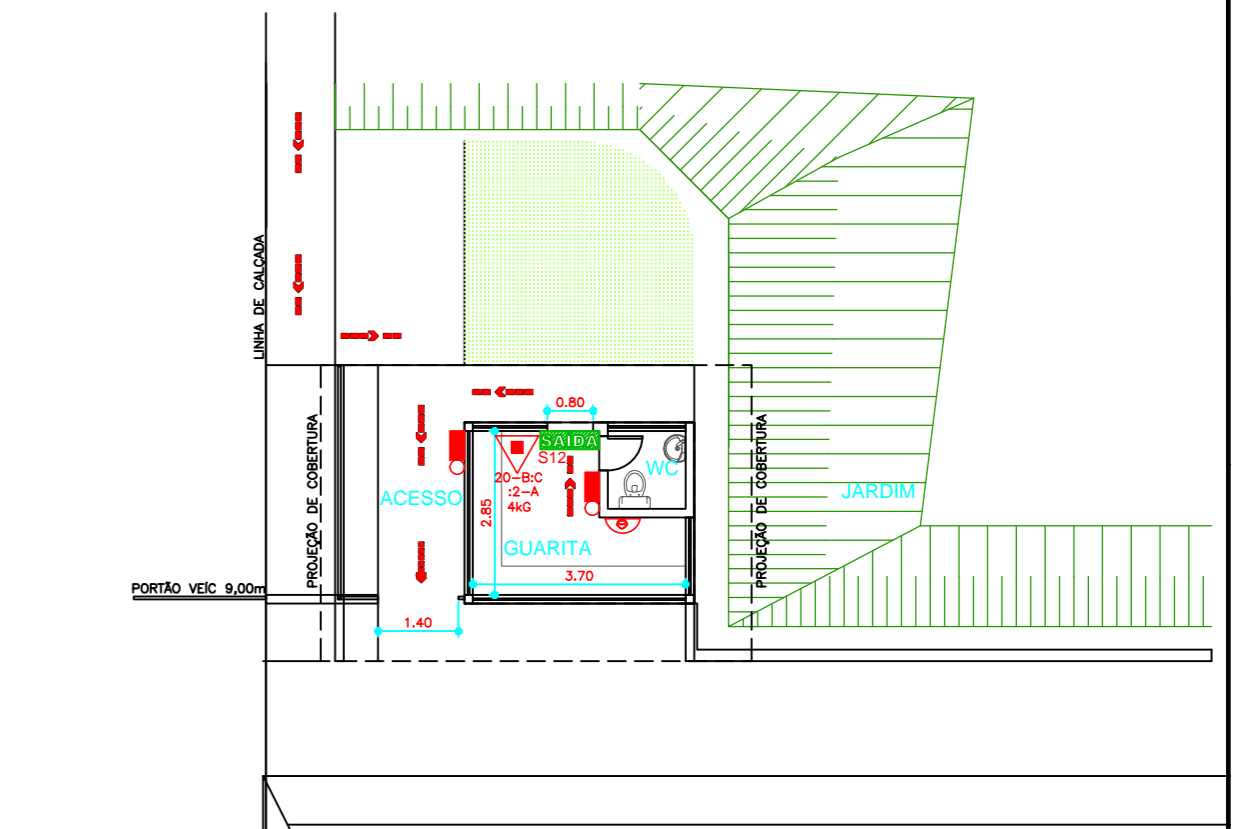 LINHA DE CALÇADA
0.80
SAIDA
S12
WC
20-B:C
:2-A
4kG
ACESSO
JARDIM
2.85
PROJEÇÃO DE COBERTURA
PROJEÇÃO DE COBERTURA
GUARITA
3.70
PORTÃO VEÍC 9,00m
1.40